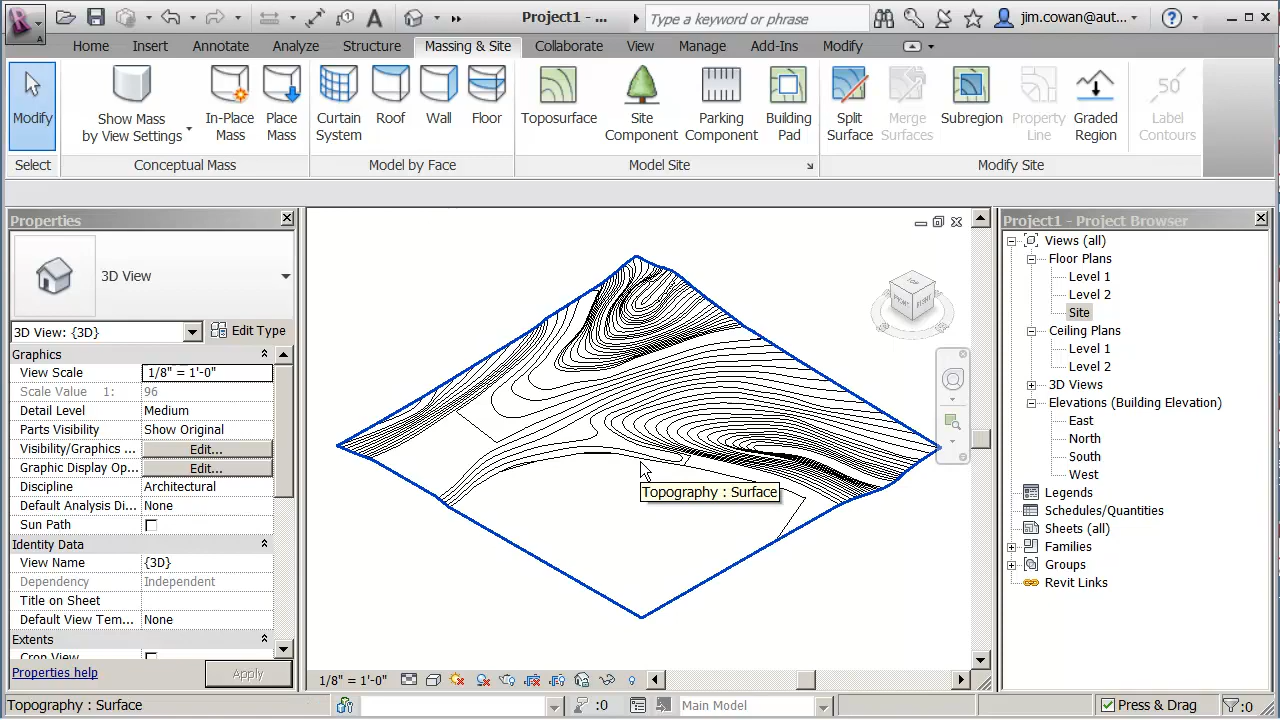 Project1 - ...
Type a keyword or phrase
jim.cowan@aut...
Home Insert Annotate Analyze Structure Massing & Site Collaborate View Manage Add-Ins Modify
Modify
Show Mass
by View Settings
In-Place
Mass
Place
Mass
Curtain
System
Roof
Wall
Floor
Toposurface
Site
Component
Parking
Component
Building
Pad
Split
Surface
Merge
Surfaces
Subregion
Property
Line
Graded
Region
50
Label
Contours
Select
Conceptual Mass
Model by Face
Model Site
Modify Site
Properties
3D View
3D View: {3D}
Edit Type
Graphics
View Scale 1/8" = 1'-0"
Scale Value 1: 96
Detail Level Medium
Parts Visibility Show Original
Visibility/Graphics ... Edit...
Graphic Display Op... Edit...
Discipline Architectural
Default Analysis Di... None
Sun Path
Identity Data
View Name {3D}
Dependency Independent
Title on Sheet
Default View Tem... None
Extents
Crop View
Properties help
Apply
TOP
FRONT
RIGHT
Topography : Surface
1/8" = 1'-0"
Project1 - Project Browser
Views (all)
Floor Plans
Level 1
Level 2
Site
Ceiling Plans
Level 1
Level 2
3D Views
Elevations (Building Elevation)
East
North
South
West
Legends
Schedules/Quantities
Sheets (all)
Families
Groups
Revit Links
Topography : Surface
:0
Main Model
Press & Drag
:0